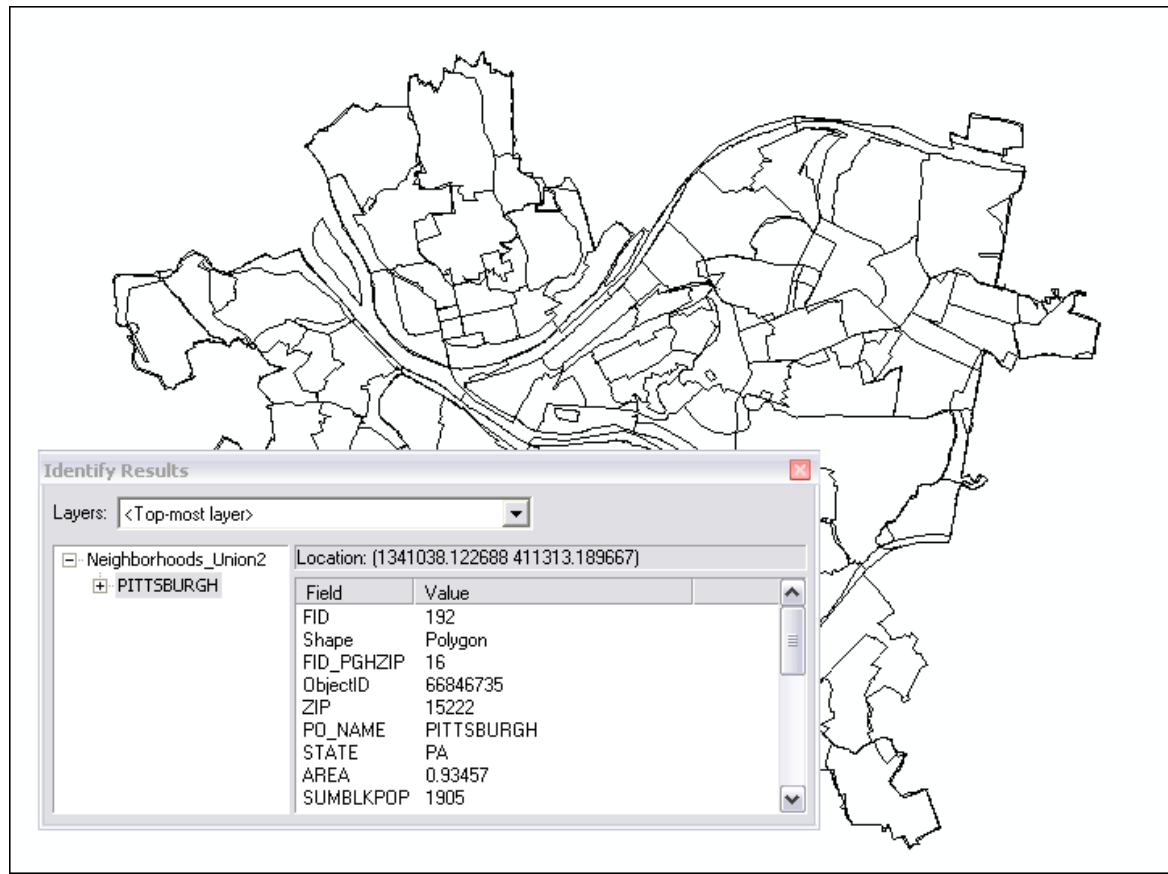 Identify Results
Layers: <Top-most layer>
Neighborhoods_Union2
PITTSBURGH
Location: (1341038.122688 411313.189667)
Field Value
FID 192
Shape Polygon
FID_PGHZIP 16
ObjectID 66846735
ZIP 15222
PO_NAME PITTSBURGH
STATE PA
AREA 0.93457
SUMBLKPOP 1905